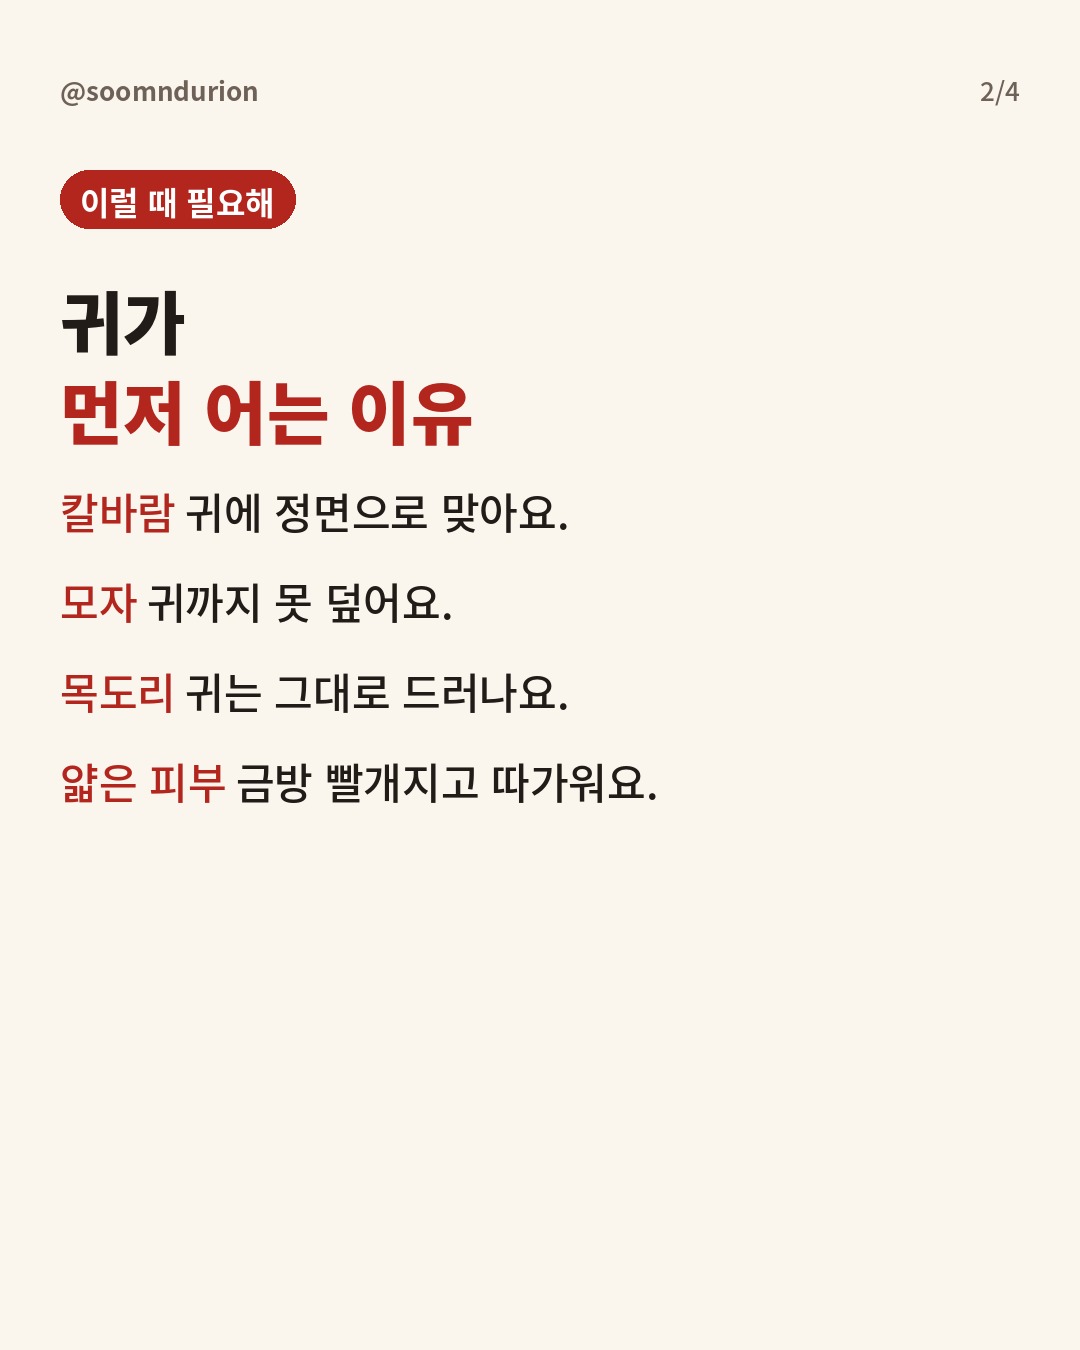 @soomndurion
2/4
이럴 때 필요해
귀가
먼저 어는 이유
칼바람 귀에 정면으로 맞아요.
모자 귀까지 못 덮어요.
목도리 귀는 그대로 드러나요.
얇은 피부 금방 빨개지고 따가워요.